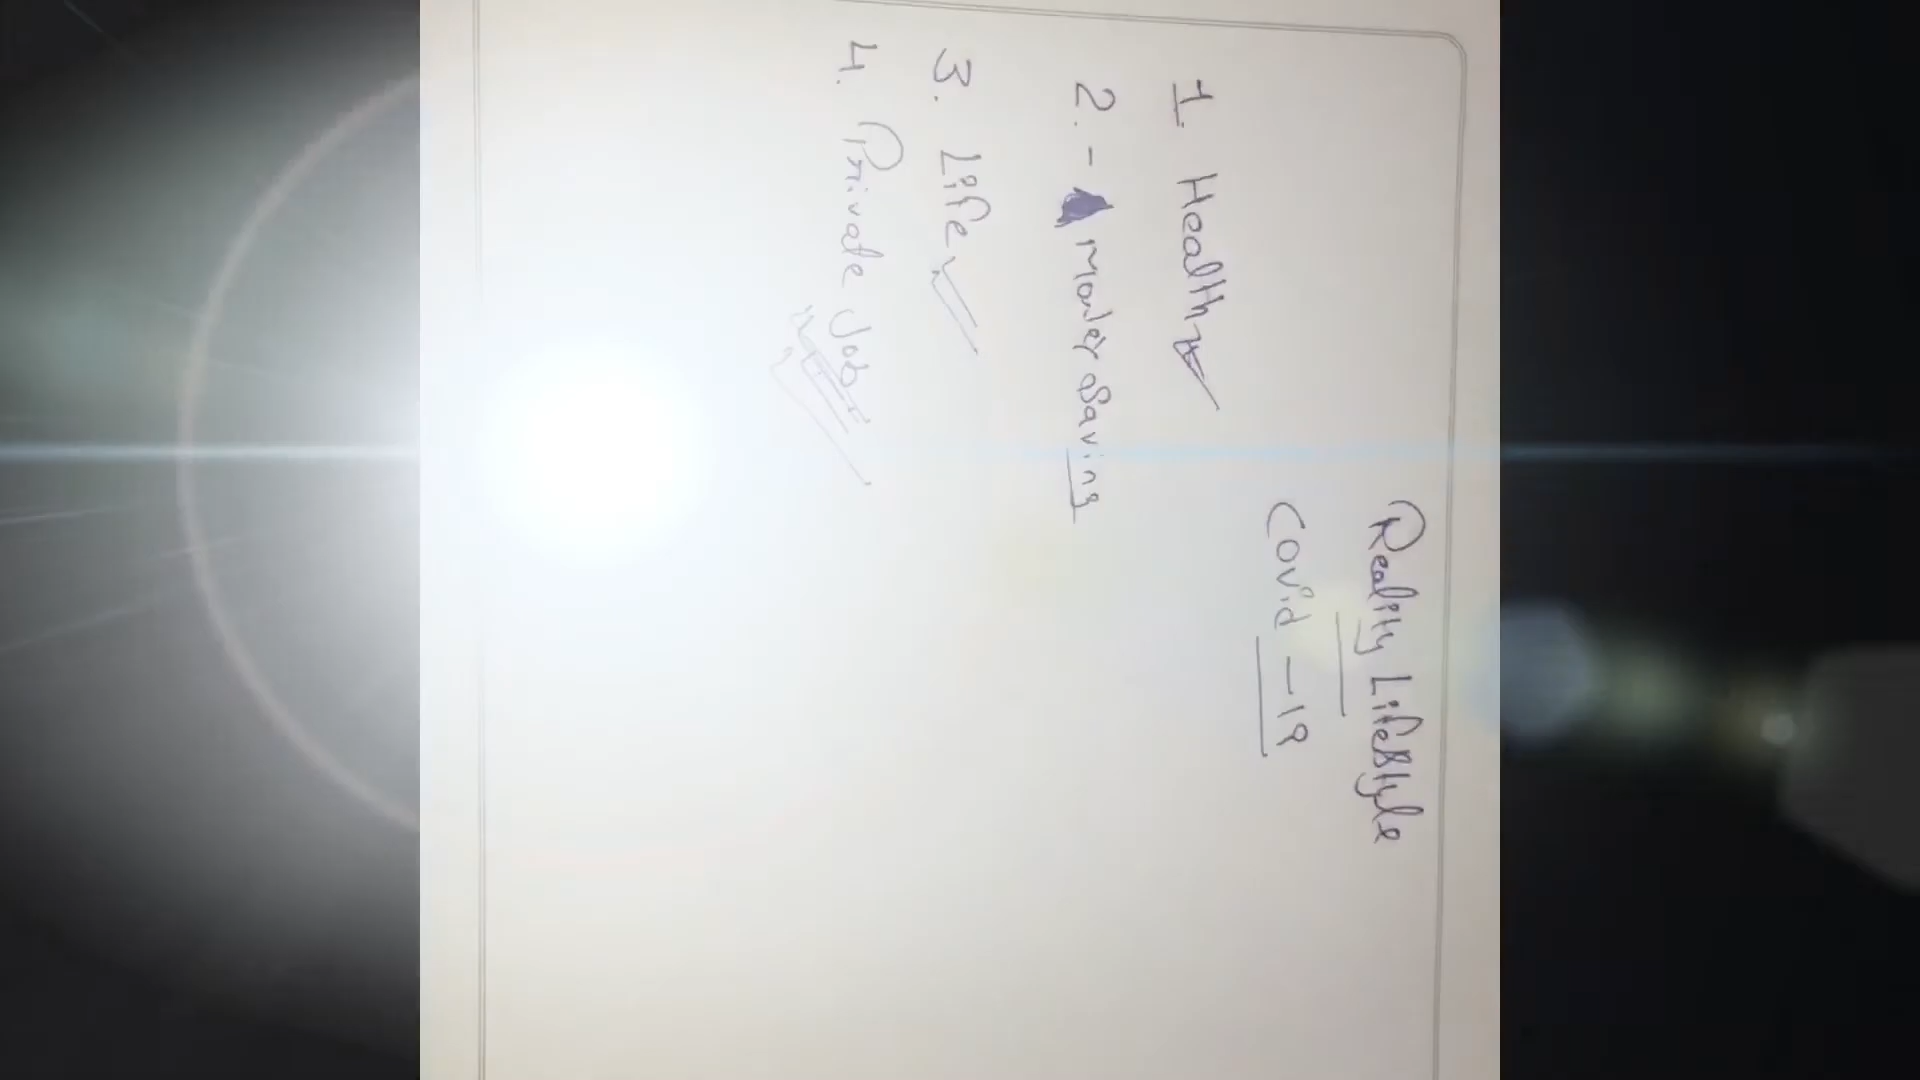 Reality LifeStyle
Covid -19
1. Health
2. - Money Saving
3. Life
4. Private Job